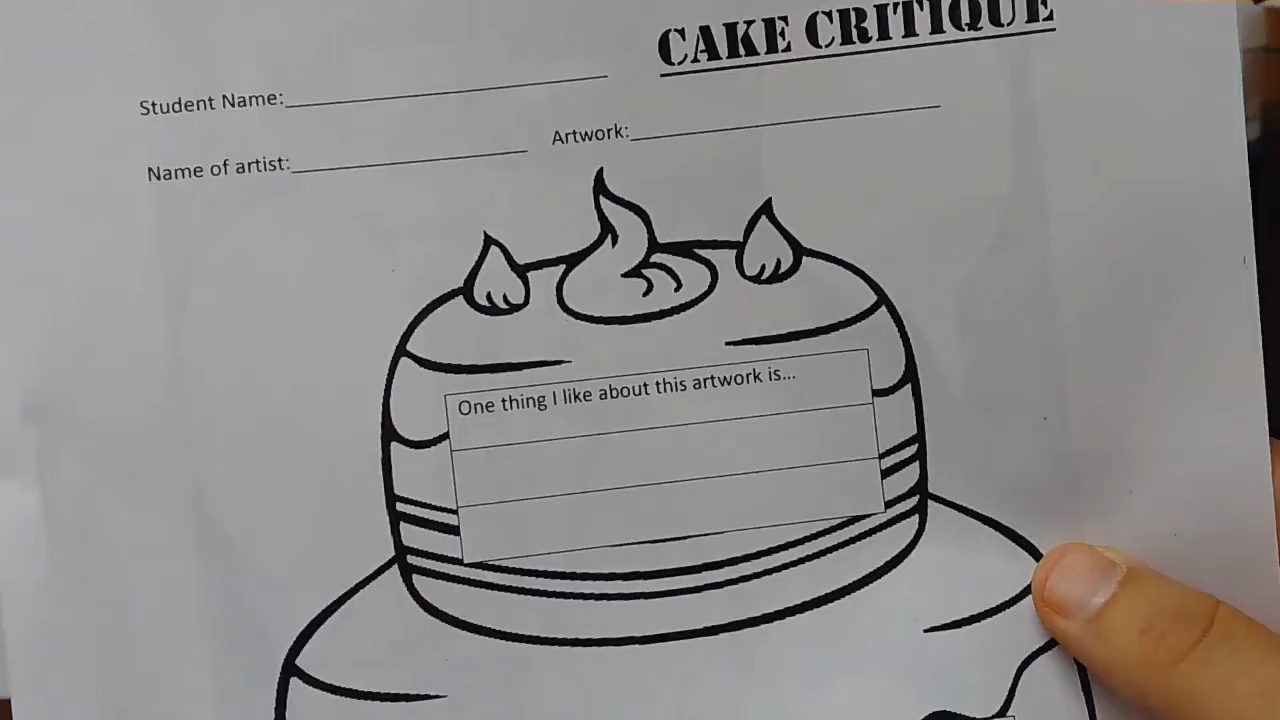 CAKE CRITIQUE
Student Name:
Name of artist:
Artwork:
One thing I like about this artwork is...